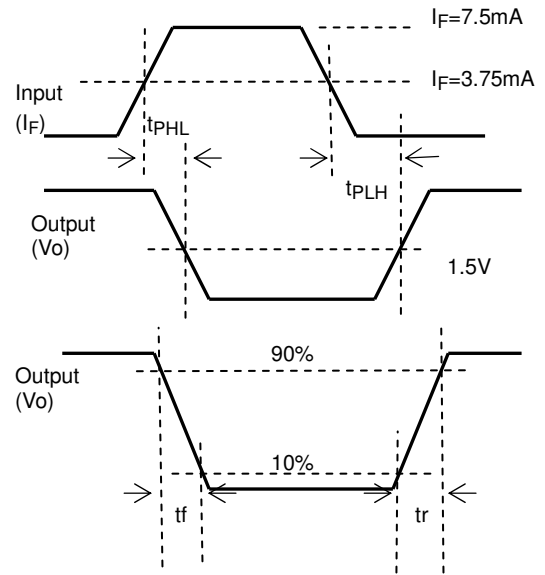 IF=7.5mA
IF=3.75mA
Input
(IF)
tPHL
tPLH
Output
(Vo)
1.5V
90%
Output
(Vo)
10%
tf
tr